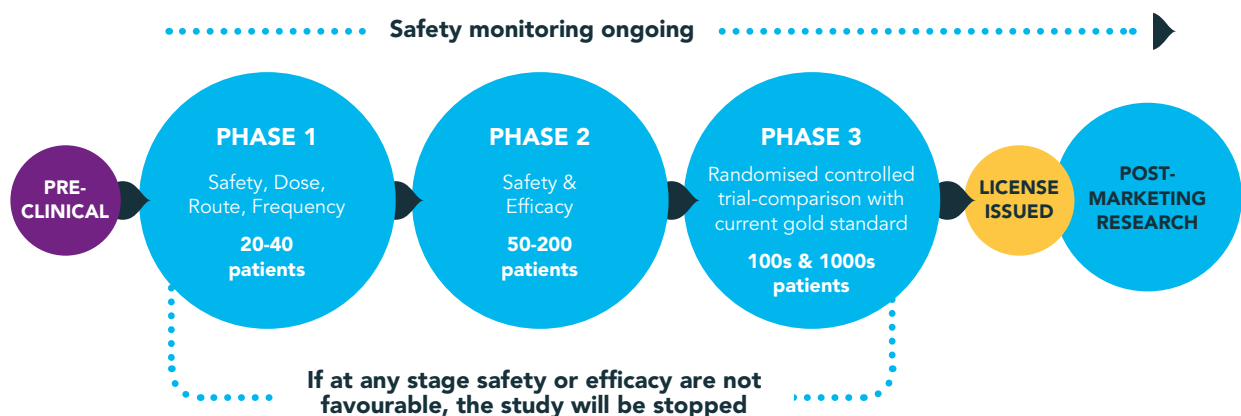 Safety monitoring ongoing
PRE-
CLINICAL
PHASE 1
Safety, Dose,
Route, Frequency
20-40
patients
PHASE 2
Safety &
Efficacy
50-200
patients
PHASE 3
Randomised controlled
trial-comparison with
current gold standard
100s & 1000s
patients
LICENSE
ISSUED
POST-
MARKETING
RESEARCH
If at any stage safety or efficacy are not
favourable, the study will be stopped